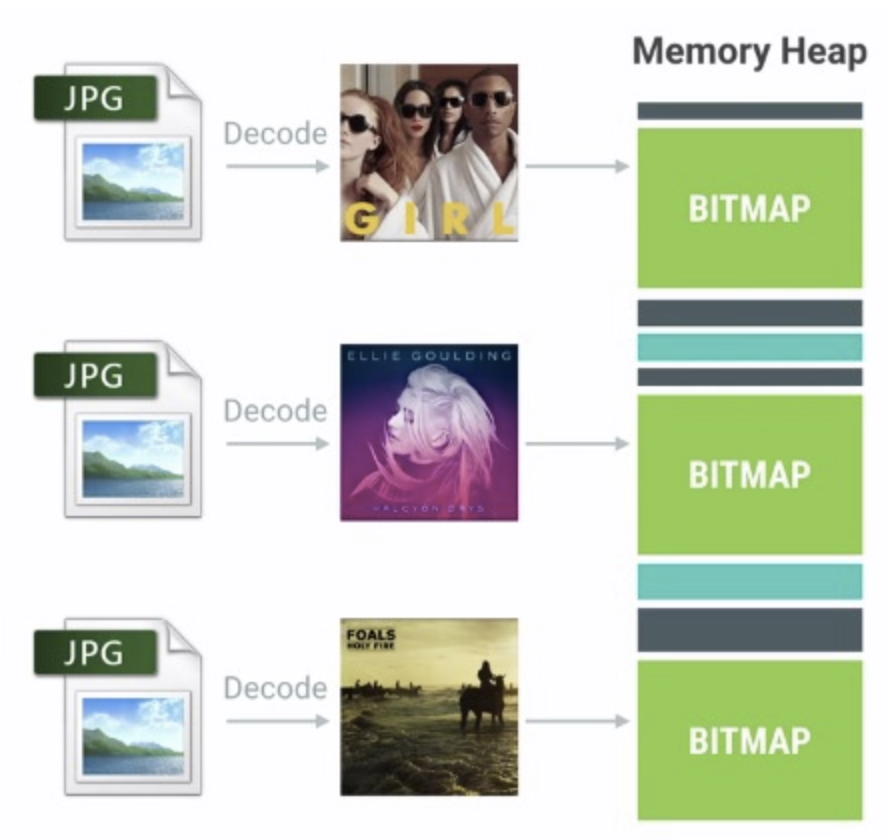 Memory Heap
JPG
Decode
GIRL
BITMAP
JPG
Decode
ELLIE GOULDING
HALCYON DAYS
BITMAP
JPG
Decode
FOALS
HOLY FIRE
BITMAP